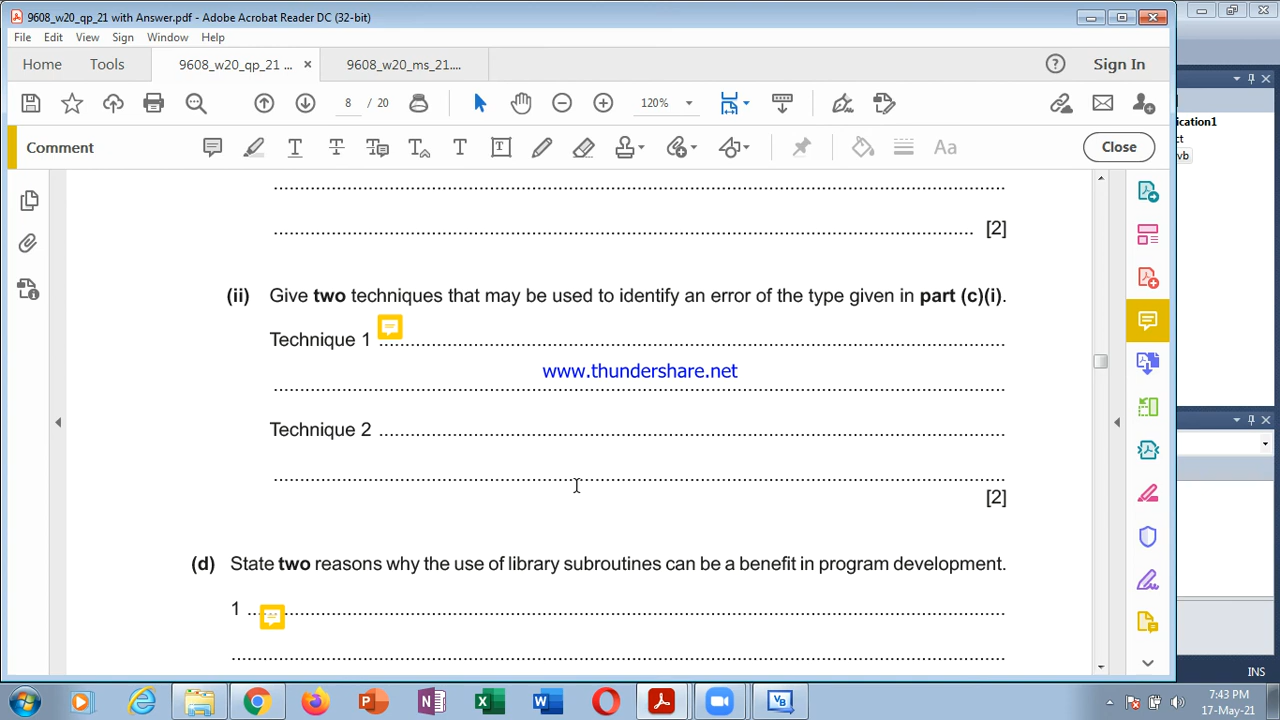 9608_w20_qp_21 with Answer.pdf - Adobe Acrobat Reader DC (32-bit)
File Edit View Sign Window Help
Home Tools 9608_w20_qp_21 ... × 9608_w20_ms_21.... ? Sign In
8 / 20 120%
ication1
ct
vb
Comment Close
[2]
(ii) Give two techniques that may be used to identify an error of the type given in part (c)(i).
Technique 1
www.thundershare.net
Technique 2
[2]
(d) State two reasons why the use of library subroutines can be a benefit in program development.
1
INS
7:43 PM
17-May-21